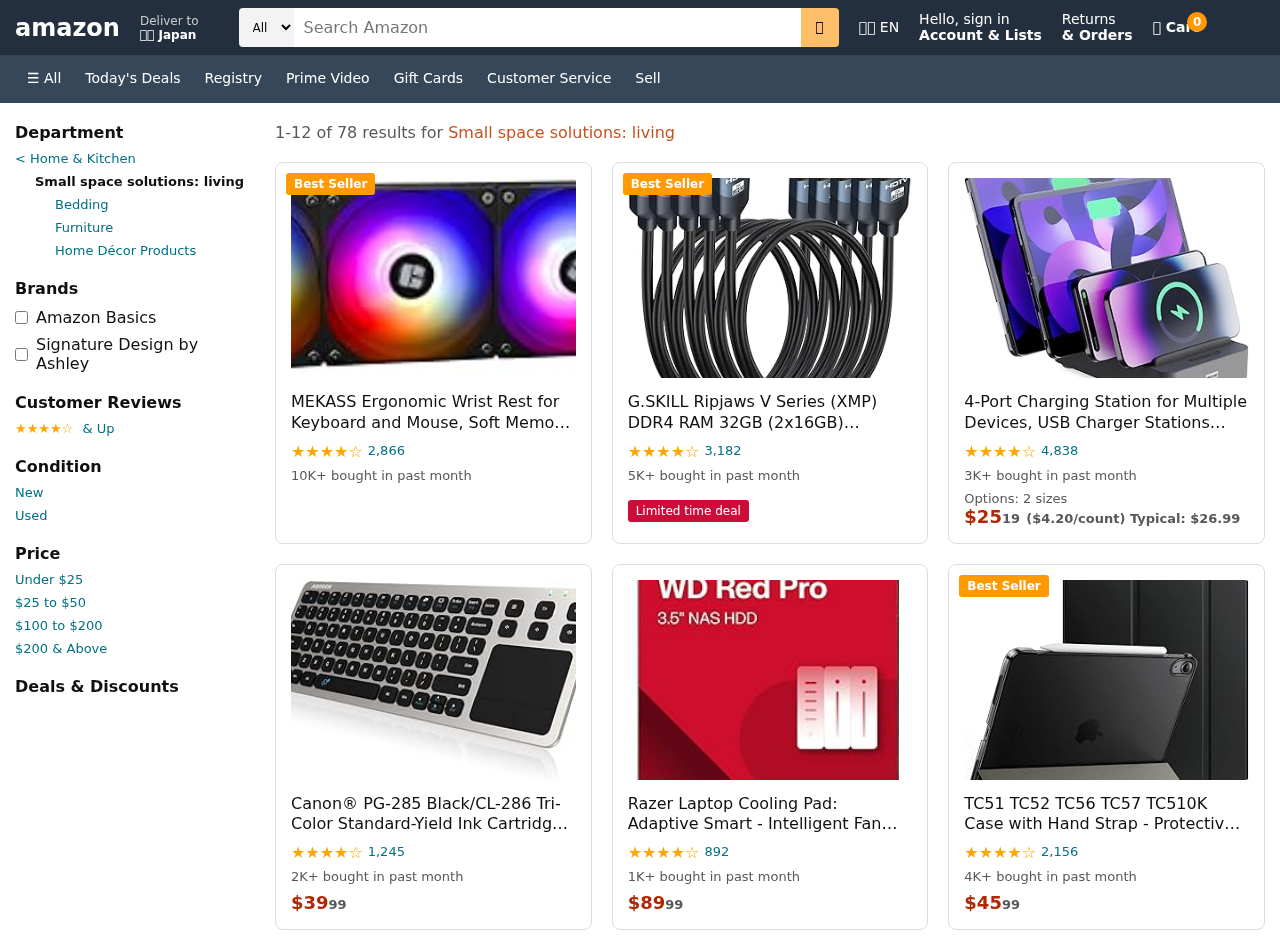 amazon
Deliver to
Japan
All
Search Amazon
EN
Hello, sign in
Account & Lists
Returns
& Orders
0
☰ All
Today's Deals
Registry
Prime Video
Gift Cards
Customer Service
Sell
Department
< Home & Kitchen
Small space solutions: living
Bedding
Furniture
Home Décor Products
Brands
Amazon Basics
Signature Design by
Ashley
Customer Reviews
★★★★☆ & Up
Condition
New
Used
Price
Under $25
$25 to $50
$100 to $200
$200 & Above
Deals & Discounts
1-12 of 78 results for Small space solutions: living
Best Seller
MEKASS Ergonomic Wrist Rest for
Keyboard and Mouse, Soft Memo…
★★★★☆ 2,866
10K+ bought in past month
Best Seller
HDTV
G.SKILL Ripjaws V Series (XMP)
DDR4 RAM 32GB (2x16GB)…
★★★★☆ 3,182
5K+ bought in past month
Limited time deal
4-Port Charging Station for Multiple
Devices, USB Charger Stations…
★★★★☆ 4,838
3K+ bought in past month
Options: 2 sizes
$25 19 ($4.20/count) Typical: $26.99
Canon® PG-285 Black/CL-286 Tri-
Color Standard-Yield Ink Cartridg…
★★★★☆ 1,245
2K+ bought in past month
$39 99
WD Red Pro
3.5" NAS HDD
Razer Laptop Cooling Pad:
Adaptive Smart - Intelligent Fan…
★★★★☆ 892
1K+ bought in past month
$89 99
Best Seller
TC51 TC52 TC56 TC57 TC510K
Case with Hand Strap - Protectiv…
★★★★☆ 2,156
4K+ bought in past month
$45 99